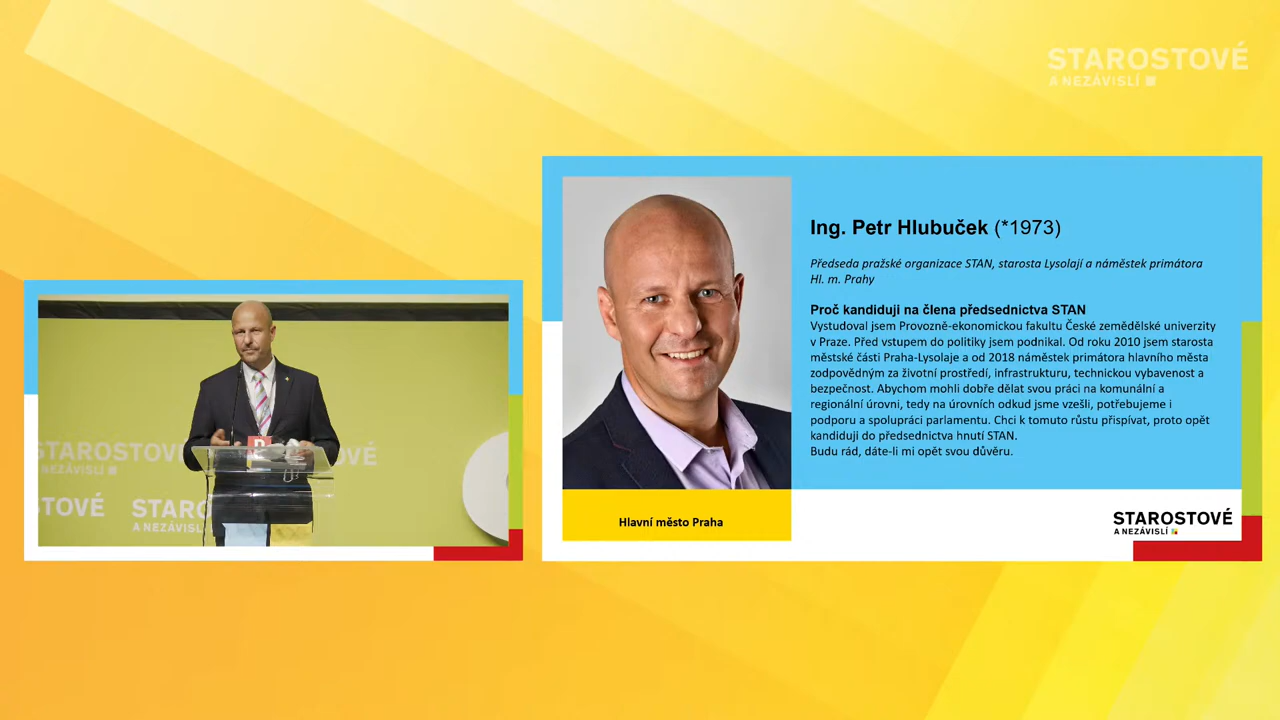 STAROSTOVÉ
A NEZÁVISLÍ
Ing. Petr Hlubuček (*1973)
Předseda pražské organizace STAN, starosta Lysolají a náměstek primátora
Hl. m. Prahy
Proč kandiduji na člena předsednictva STAN
Vystudoval jsem Provozně-ekonomickou fakultu České zemědělské univerzity
v Praze. Před vstupem do politiky jsem podnikal. Od roku 2010 jsem starosta
městské části Praha-Lysolaje a od 2018 náměstek primátora hlavního města
zodpovědným za životní prostředí, infrastrukturu, technickou vybavenost a
bezpečnost. Abychom mohli dobře dělat svou práci na komunální a
regionální úrovni, tedy na úrovních odkud jsme vzešli, potřebujeme i
podporu a spolupráci parlamentu. Chci k tomuto růstu přispívat, proto opět
kandiduji do předsednictva hnutí STAN.
Budu rád, dáte-li mi opět svou důvěru.
Hlavní město Praha
STAROSTOVÉ
A NEZÁVISLÍ
STAROSTOVÉ
NEZÁVISLÍ
OVÉ
STOVÉ
STARO
A NEZÁVISL